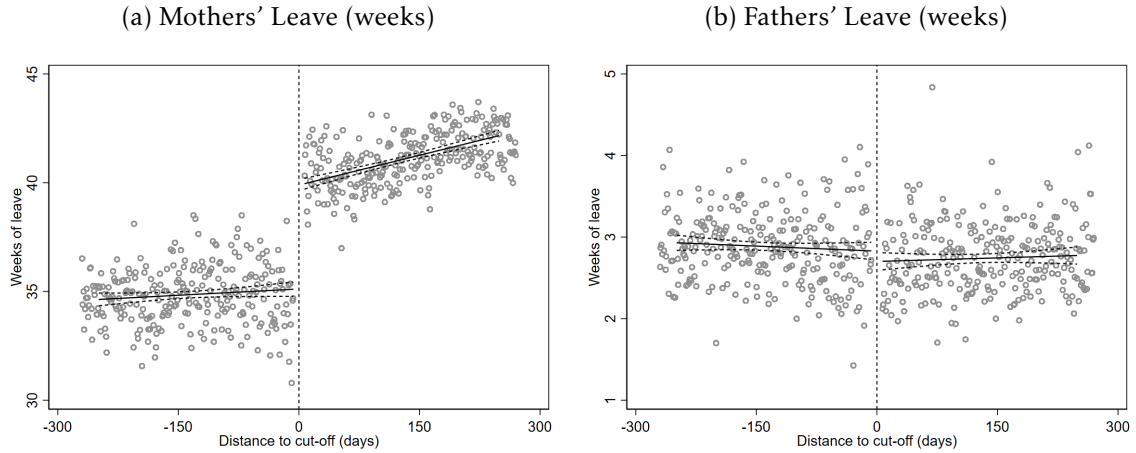 (a) Mothers’ Leave (weeks)
Weeks of leave
45
40
35
30
-300 -150 0 150 300
Distance to cut-off (days)
(b) Fathers’ Leave (weeks)
Weeks of leave
5
4
3
2
1
-300 -150 0 150 300
Distance to cut-off (days)